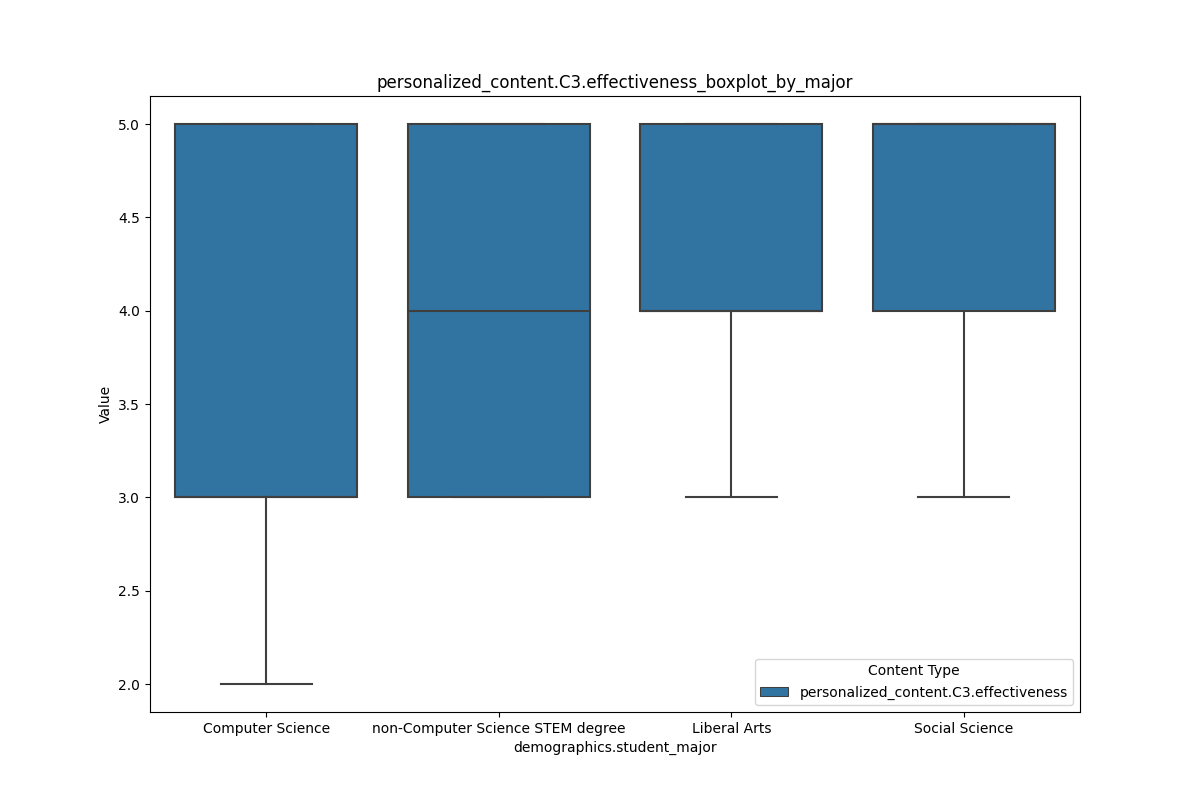 personalized_content.C3.effectiveness_boxplot_by_major
5.0
4.5
4.0
3.5
3.0
2.5
2.0
Value
Content Type
personalized_content.C3.effectiveness
Computer Science
non-Computer Science STEM degree
Liberal Arts
Social Science
demographics.student_major